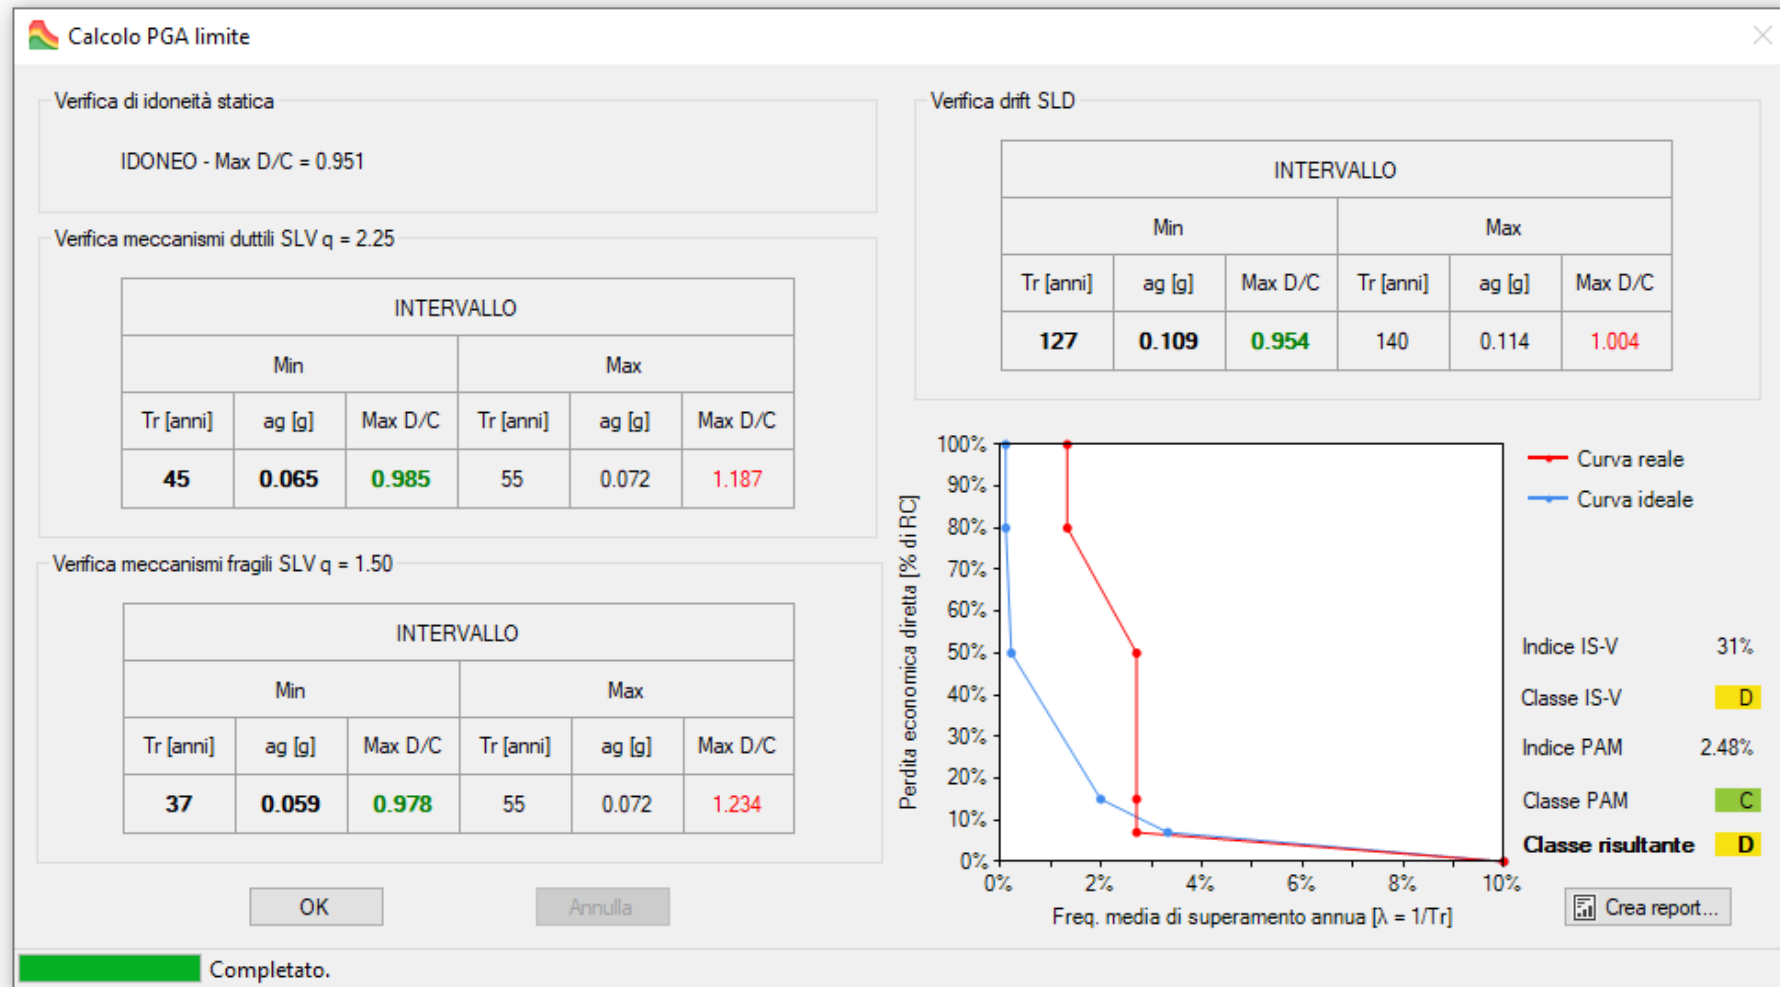 Calcolo PGA limite
Verifica di idoneità statica
IDONEO - Max D/C = 0.951
Verifica meccanismi duttili SLV q = 2.25
INTERVALLO
Min Max
Tr [anni] ag [g] Max D/C Tr [anni] ag [g] Max D/C
45 0.065 0.985 55 0.072 1.187
Verifica meccanismi fragili SLV q = 1.50
INTERVALLO
Min Max
Tr [anni] ag [g] Max D/C Tr [anni] ag [g] Max D/C
37 0.059 0.978 55 0.072 1.234
OK
Annulla
Verifica drift SLD
INTERVALLO
Min Max
Tr [anni] ag [g] Max D/C Tr [anni] ag [g] Max D/C
127 0.109 0.954 140 0.114 1.004
Perdita economica diretta [% di RC]
100%
90%
80%
70%
60%
50%
40%
30%
20%
10%
0%
0% 2% 4% 6% 8% 10%
Freq. media di superamento annua [λ = 1/Tr]
Curva reale
Curva ideale
Indice IS-V 31%
Classe IS-V D
Indice PAM 2.48%
Classe PAM C
Classe risultante D
Crea report...
Completato.